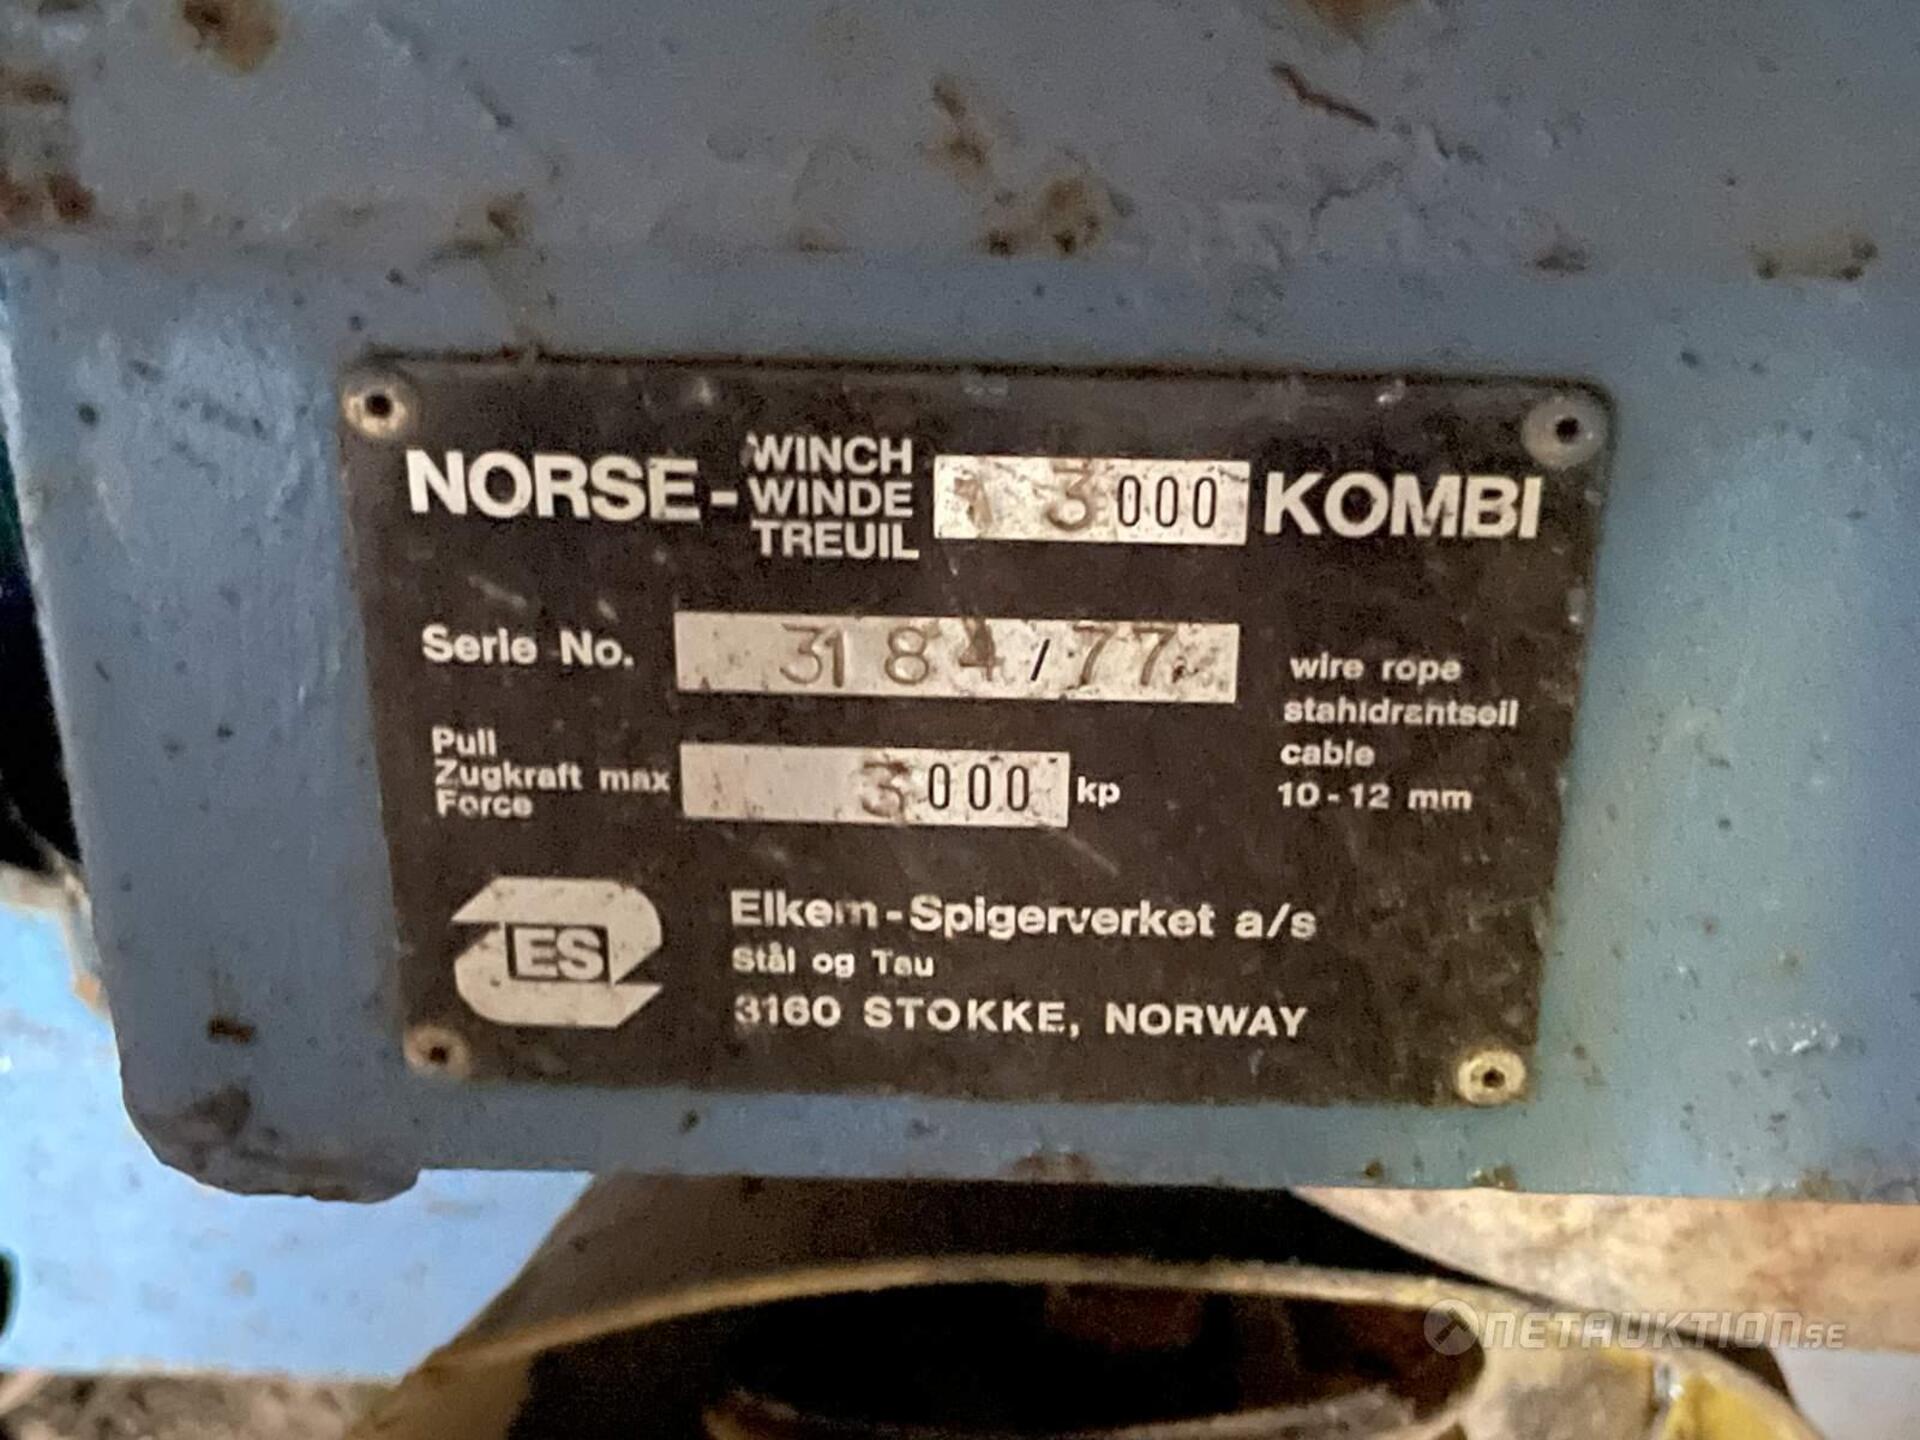 NORSE- WINCH 13000 KOMBI
WINDE
TREUIL
Serie No. 3184/77
wire rope
stahldrahtseil
cable
10-12 mm
Pull
Zugkraft max 3000 kp
Force
ES
Elkem-Spigerverket a/s
Stål og Tau
3160 STOKKE, NORWAY
NETAUKTION.SE